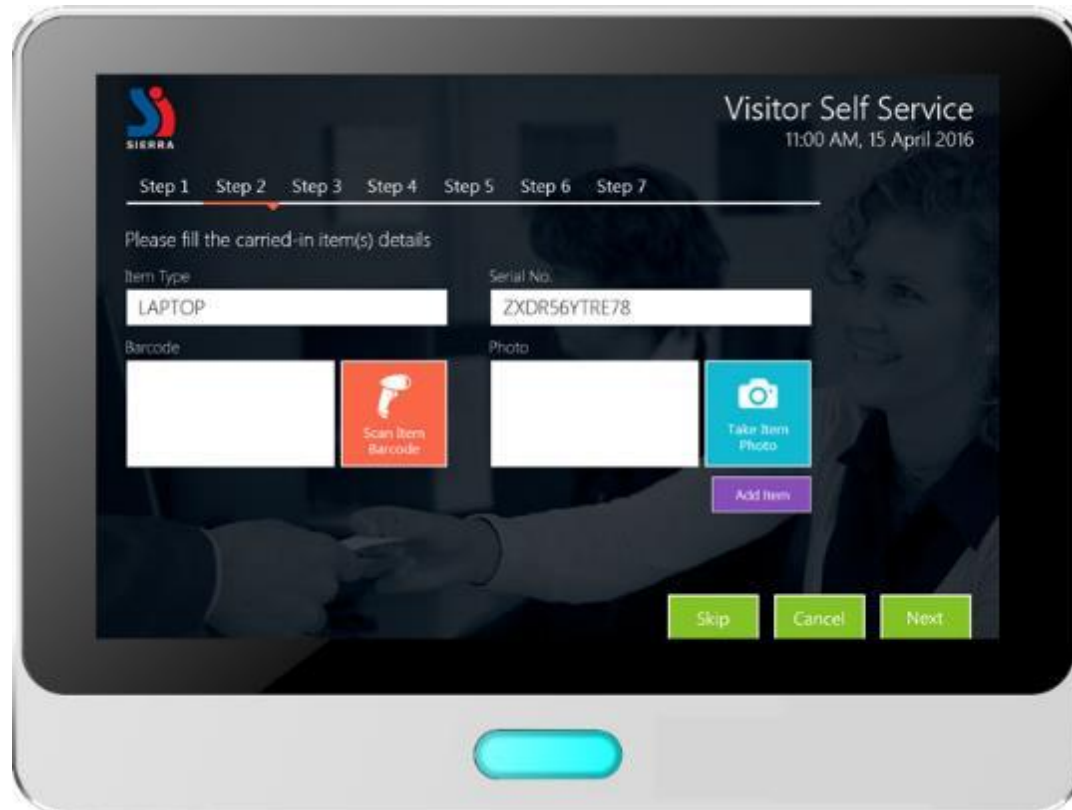 SIERRA
Visitor Self Service
11:00 AM, 15 April 2016
Step 1 Step 2 Step 3 Step 4 Step 5 Step 6 Step 7
Please fill the carried-in item(s) details
Item Type
Serial No.
LAPTOP
ZXDR56YTRE78
Barcode
Photo
Scan Item
Barcode
Take Item
Photo
Add Item
Skip Cancel Next